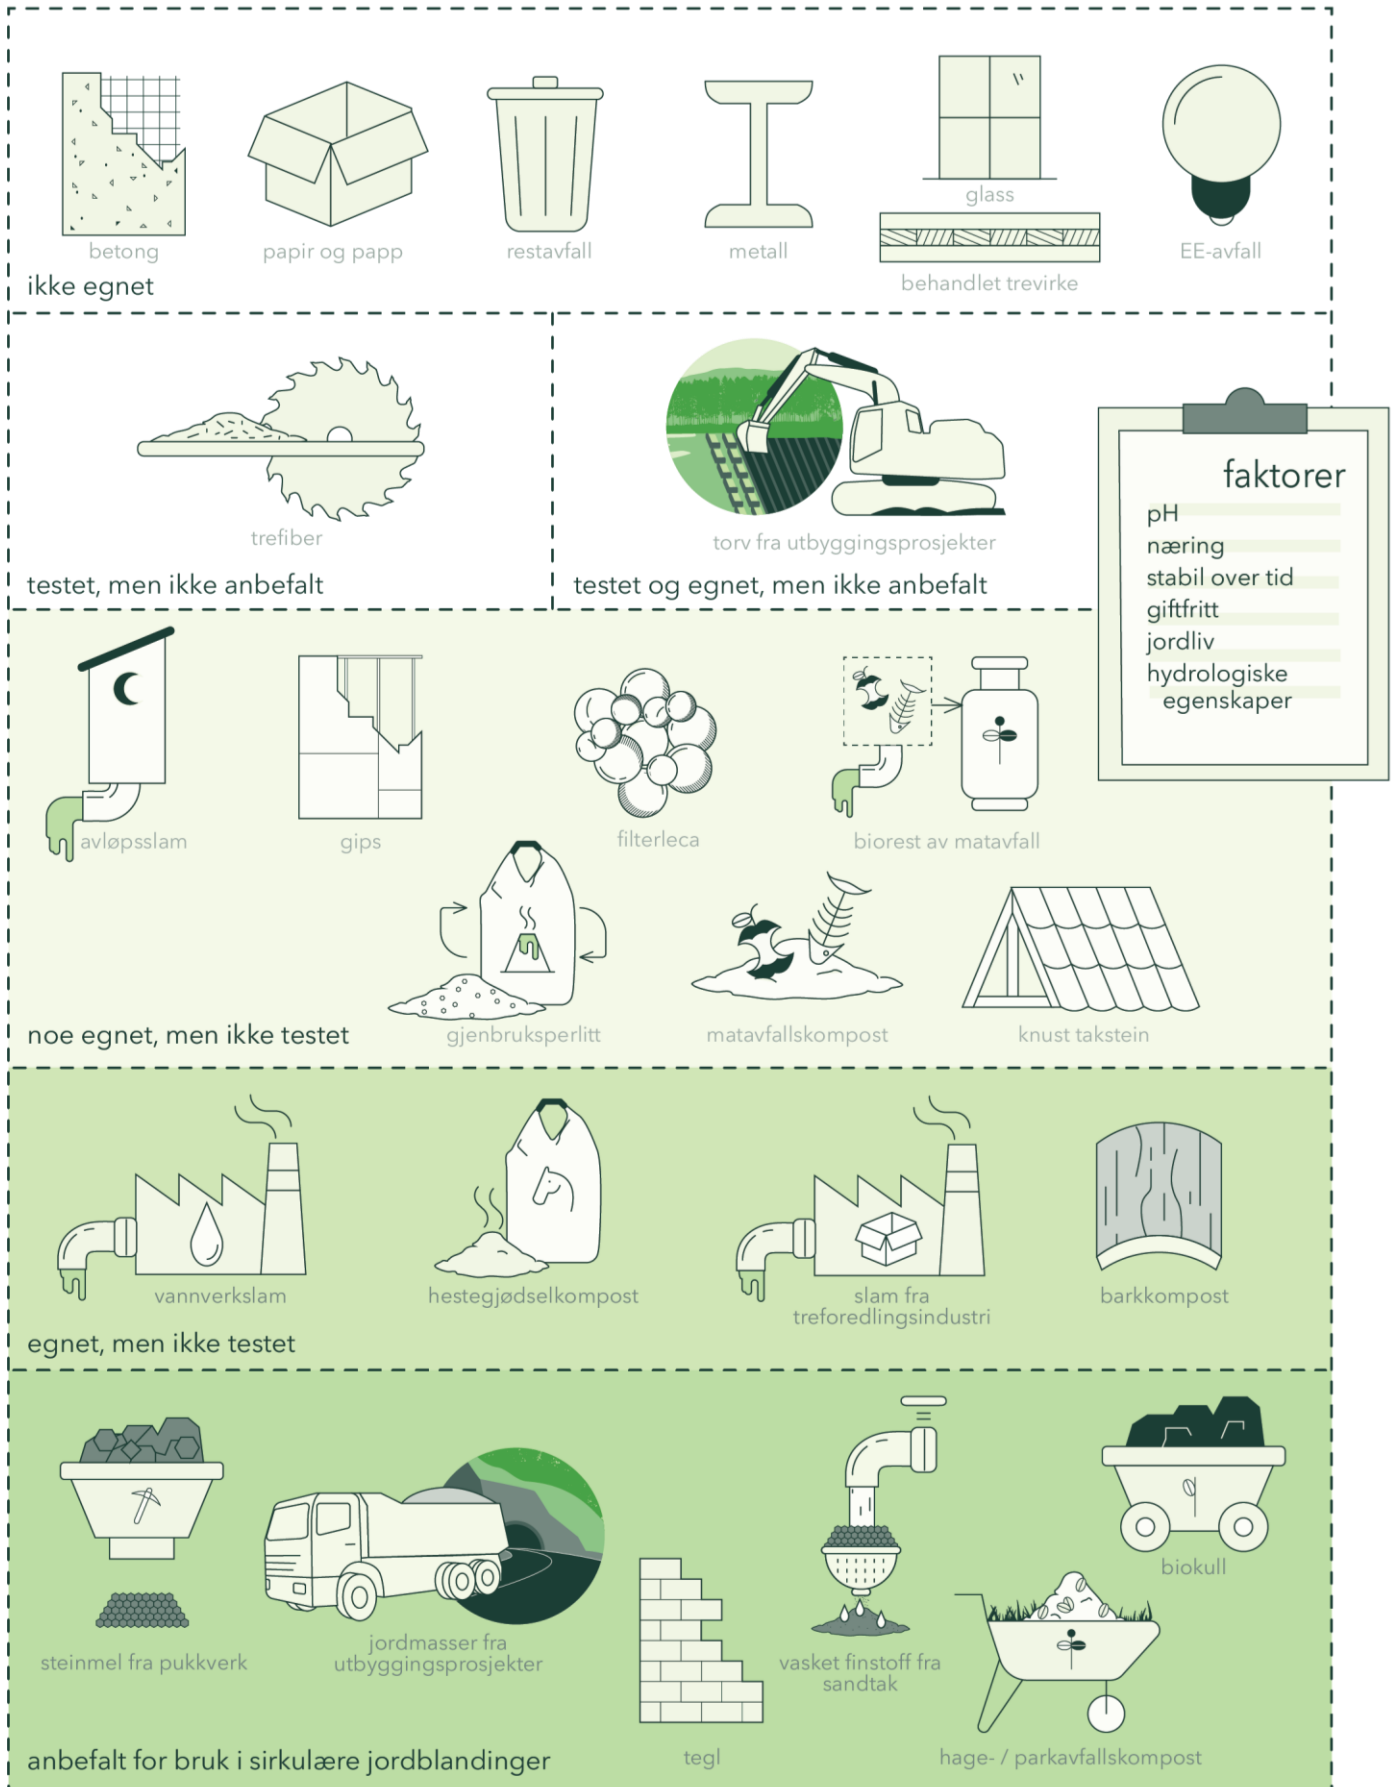 betong
papir og papp
restavfall
metall
glass
behandlet trevirke
EE-avfall
ikke egnet
trefiber
testet, men ikke anbefalt
torv fra utbyggingsprosjekter
testet og egnet, men ikke anbefalt
faktorer
pH
næring
stabil over tid
giftfritt
jordliv
hydrologiske
egenskaper
avløpsslam
gips
filterleca
biorest av matavfall
gjenbruksperlitt
matavfallskompost
knust takstein
noe egnet, men ikke testet
vannverkslam
hestegjødselkompost
slam fra
treforedlingsindustri
barkkompost
egnet, men ikke testet
steinmel fra pukkverk
jordmasser fra
utbyggingsprosjekter
tegl
vasket finstoff fra
sandtak
biokull
hage- / parkavfallskompost
anbefalt for bruk i sirkulære jordblandinger